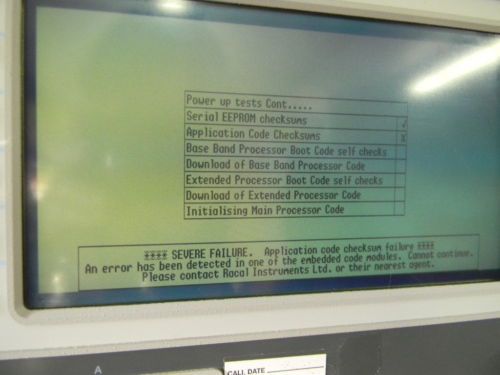 Power up tests Cont.....
Serial EEPROM checksums √
Application Code Checksums X
Base Band Processor Boot Code self checks
Download of Base Band Processor Code
Extended Processor Boot Code self checks
Download of Extended Processor Code
Initialising Main Processor Code
**** SEVERE FAILURE. Application code checksum failure ****
An error has been detected in one of the embedded code modules. Cannot continue.
Please contact Racal Instruments Ltd. or their nearest agent.
A
CALL DATE